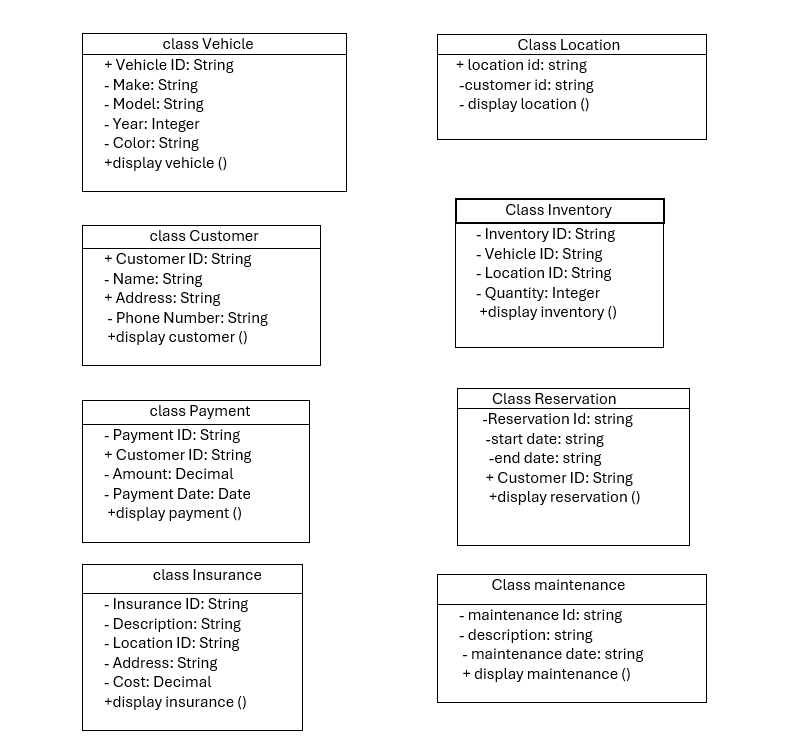 class Vehicle
+ Vehicle ID: String
- Make: String
- Model: String
- Year: Integer
- Color: String
+display vehicle ()
class Customer
+ Customer ID: String
- Name: String
+ Address: String
- Phone Number: String
+display customer ()
class Payment
- Payment ID: String
+ Customer ID: String
- Amount: Decimal
- Payment Date: Date
+display payment ()
class Insurance
- Insurance ID: String
- Description: String
- Location ID: String
- Address: String
- Cost: Decimal
+display insurance ()
Class Location
+ location id: string
-customer id: string
- display location ()
Class Inventory
- Inventory ID: String
- Vehicle ID: String
- Location ID: String
- Quantity: Integer
+display inventory ()
Class Reservation
-Reservation Id: string
-start date: string
-end date: string
+ Customer ID: String
+display reservation ()
Class maintenance
- maintenance Id: string
- description: string
- maintenance date: string
+ display maintenance ()